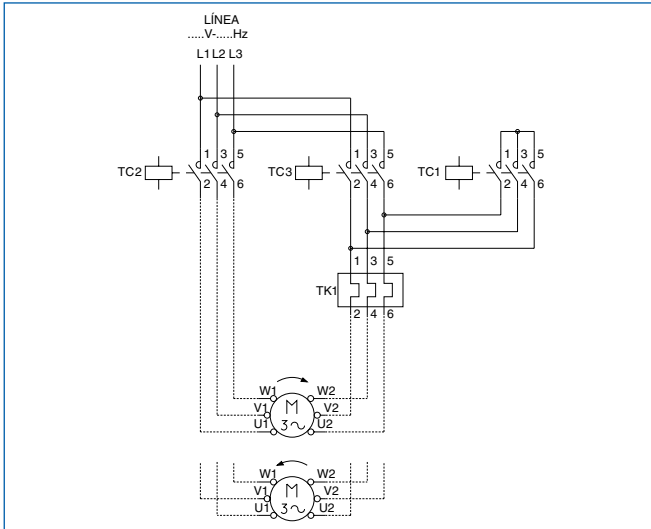 LÍNEA
.....V-.....Hz
L1 L2 L3
1 3 5
TC2
2 4 6
1 3 5
TC3
2 4 6
1 3 5
TC1
2 4 6
1 3 5
TK1
2 4 6
W1 W2
V1 M V2
U1 3~ U2
W1 W2
V1 M V2
U1 3~ U2